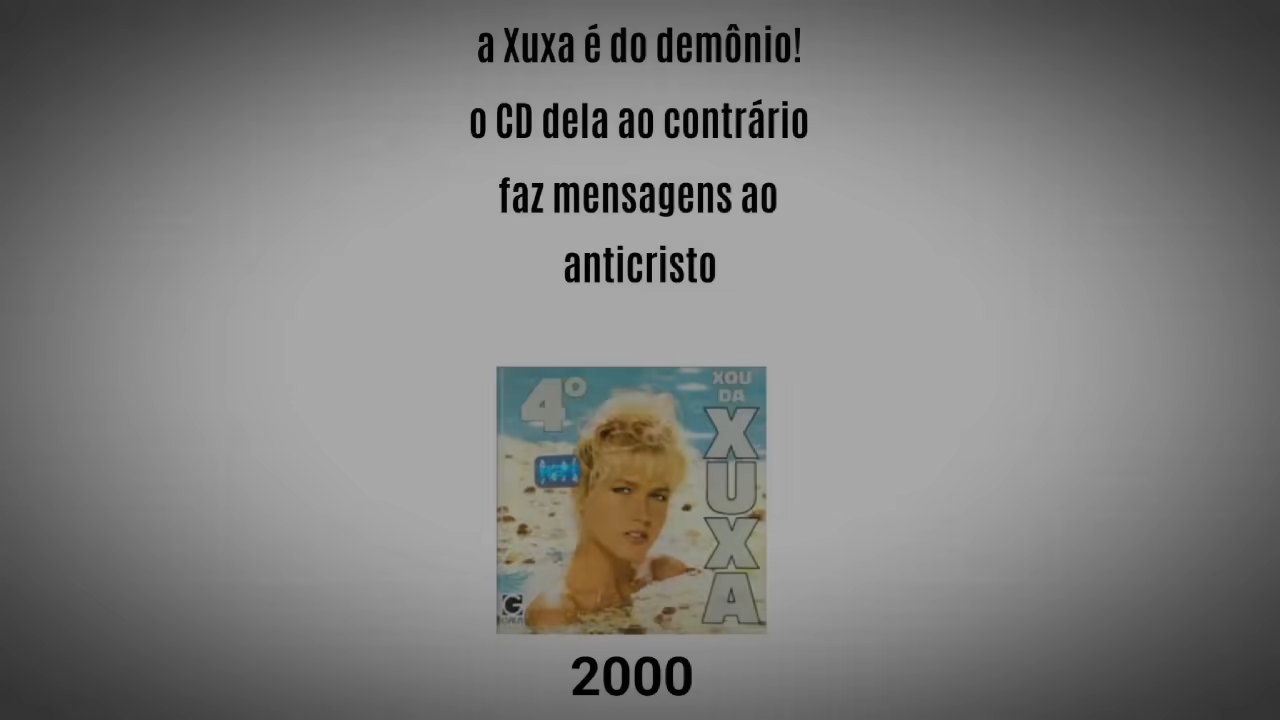 a Xuxa é do demônio!
o CD dela ao contrário
faz mensagens ao
anticristo
4º
XOU
DA
XUXA
2000